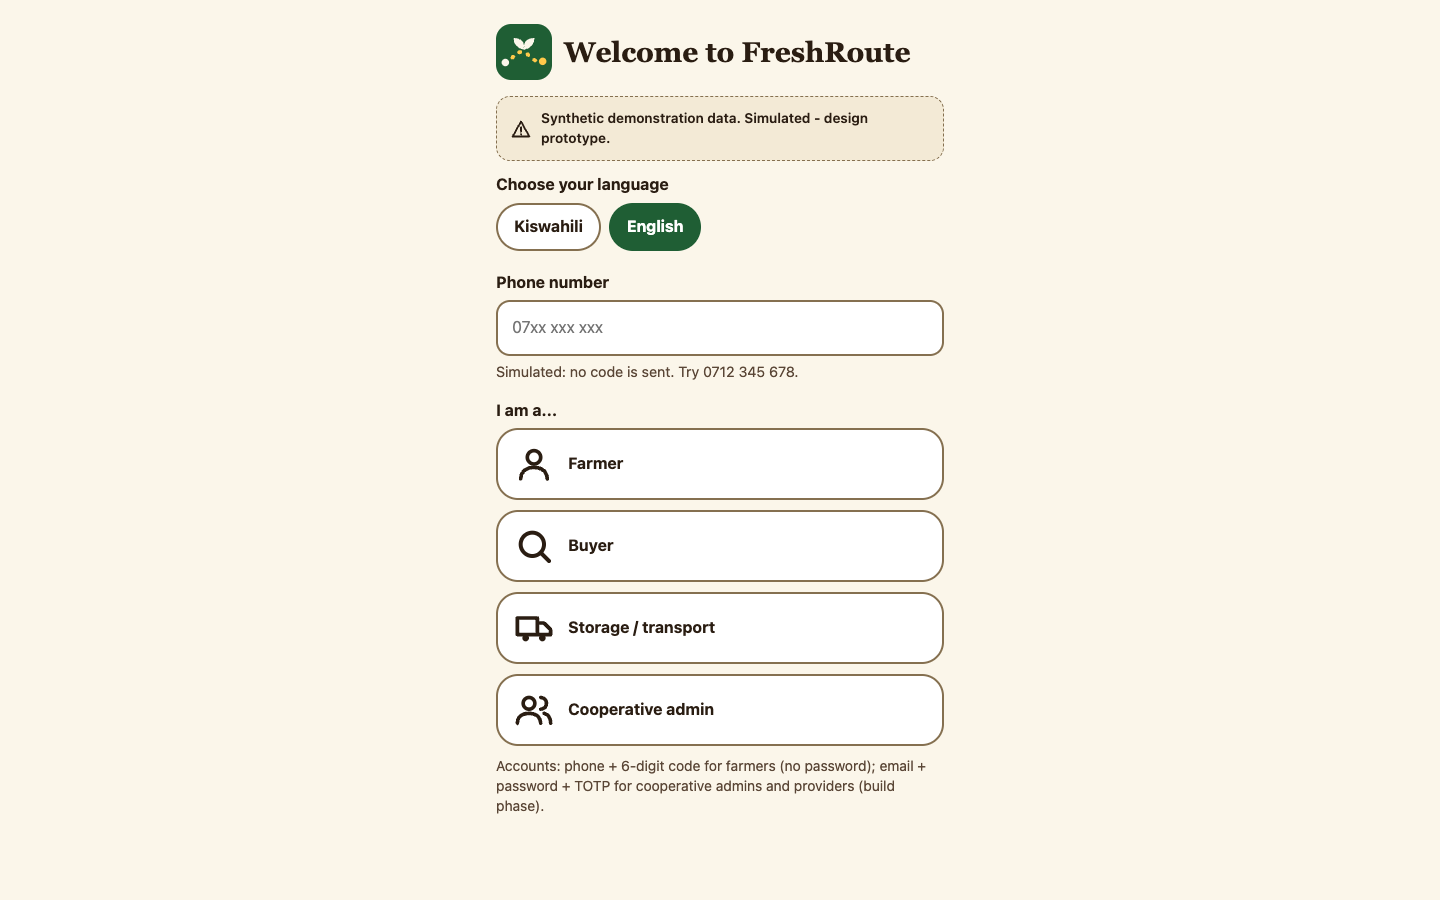 Welcome to FreshRoute
Synthetic demonstration data. Simulated - design
prototype.
Choose your language
Kiswahili
English
Phone number
07xx xxx xxx
Simulated: no code is sent. Try 0712 345 678.
I am a...
Farmer
Buyer
Storage / transport
Cooperative admin
Accounts: phone + 6-digit code for farmers (no password); email +
password + TOTP for cooperative admins and providers (build
phase).